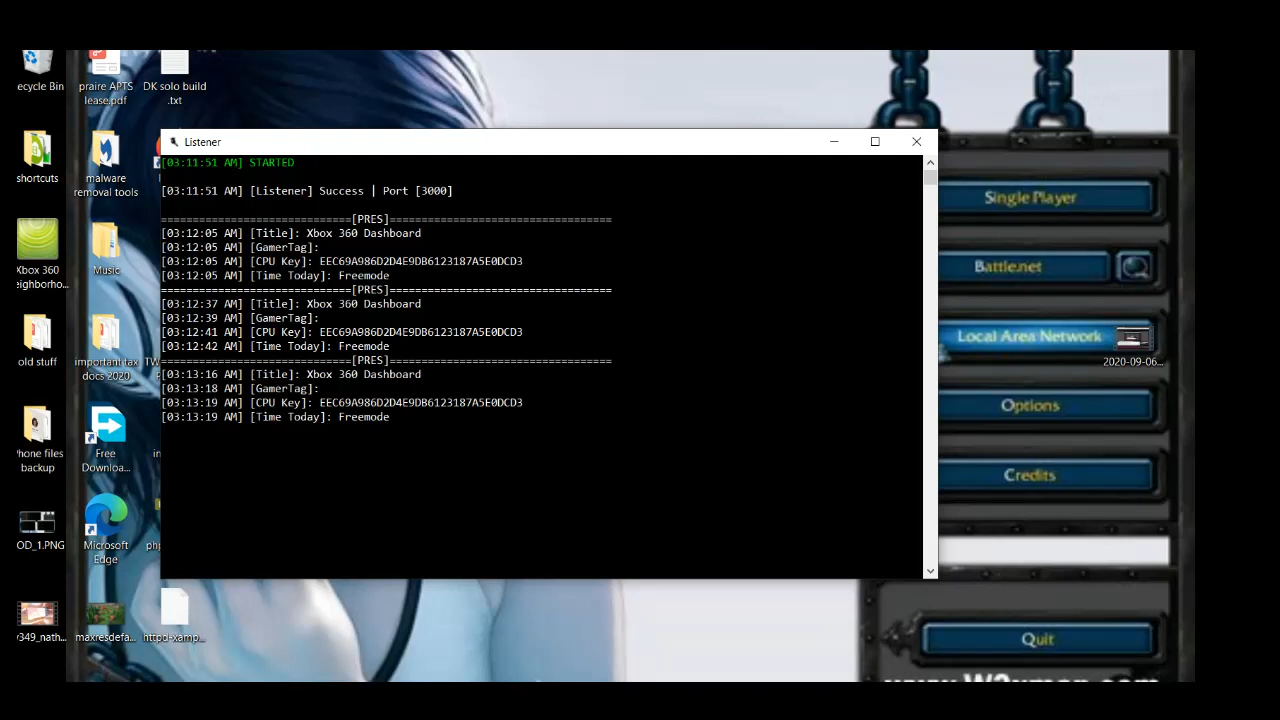 ecycle Bin
praire APTS
lease.pdf
DK solo build
.txt
shortcuts
malware
removal tools
Xbox 360
eighborho...
Music
old stuff
important tax
docs 2020
TW
hone files
backup
Free
Downloa...
in
OD_1.PNG
Microsoft
Edge
php
v349_nath...
maxresdefa...
httpd-xamp...
Listener
[03:11:51 AM] STARTED
[03:11:51 AM] [Listener] Success | Port [3000]
==============================[PRES]===================================
[03:12:05 AM] [Title]: Xbox 360 Dashboard
[03:12:05 AM] [GamerTag]:
[03:12:05 AM] [CPU Key]: EEC69A986D2D4E9DB6123187A5E0DCD3
[03:12:05 AM] [Time Today]: Freemode
==============================[PRES]===================================
[03:12:37 AM] [Title]: Xbox 360 Dashboard
[03:12:39 AM] [GamerTag]:
[03:12:41 AM] [CPU Key]: EEC69A986D2D4E9DB6123187A5E0DCD3
[03:12:42 AM] [Time Today]: Freemode
==============================[PRES]===================================
[03:13:16 AM] [Title]: Xbox 360 Dashboard
[03:13:18 AM] [GamerTag]:
[03:13:19 AM] [CPU Key]: EEC69A986D2D4E9DB6123187A5E0DCD3
[03:13:19 AM] [Time Today]: Freemode
Single Player
Battle.net
Local Area Network
2020-09-06...
Options
Credits
Quit